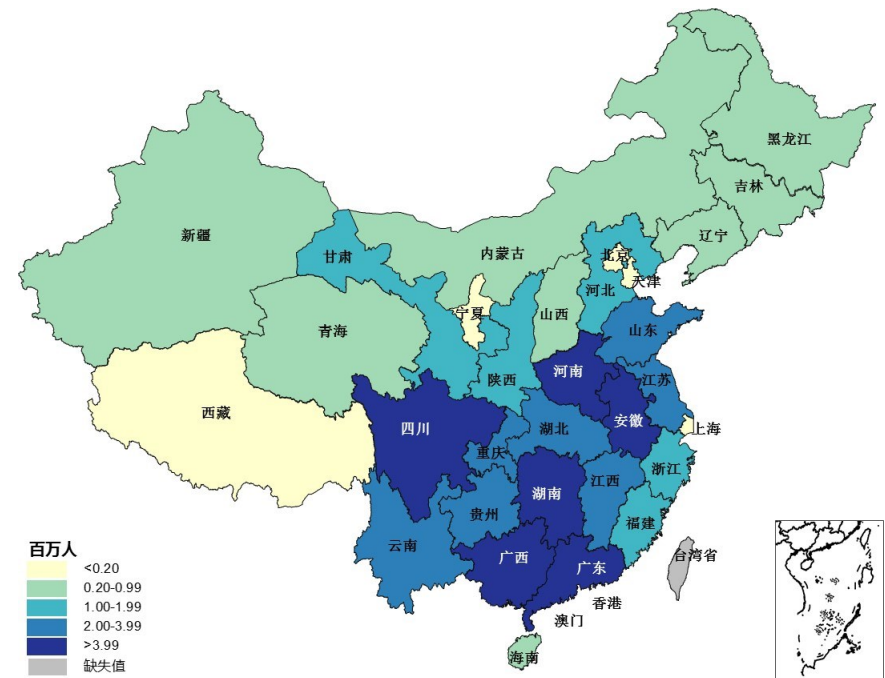 黑龙江
吉林
辽宁
新疆
内蒙古
甘肃
北京
天津
河北
宁夏
山西
青海
山东
陕西
河南
江苏
西藏
四川
安徽
上海
湖北
重庆
浙江
湖南
江西
贵州
福建
云南
广西
广东
台湾省
香港
澳门
海南
百万人
<0.20
0.20-0.99
1.00-1.99
2.00-3.99
>3.99
缺失值